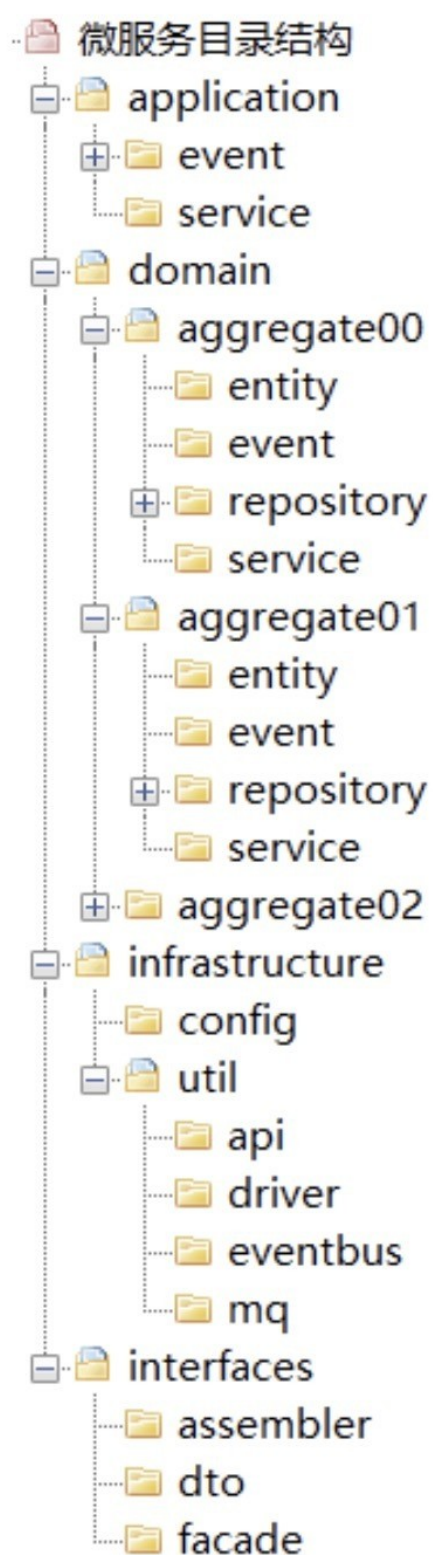 微服务目录结构
application
event
service
domain
aggregate00
entity
event
repository
service
aggregate01
entity
event
repository
service
aggregate02
infrastructure
config
util
api
driver
eventbus
mq
interfaces
assembler
dto
facade